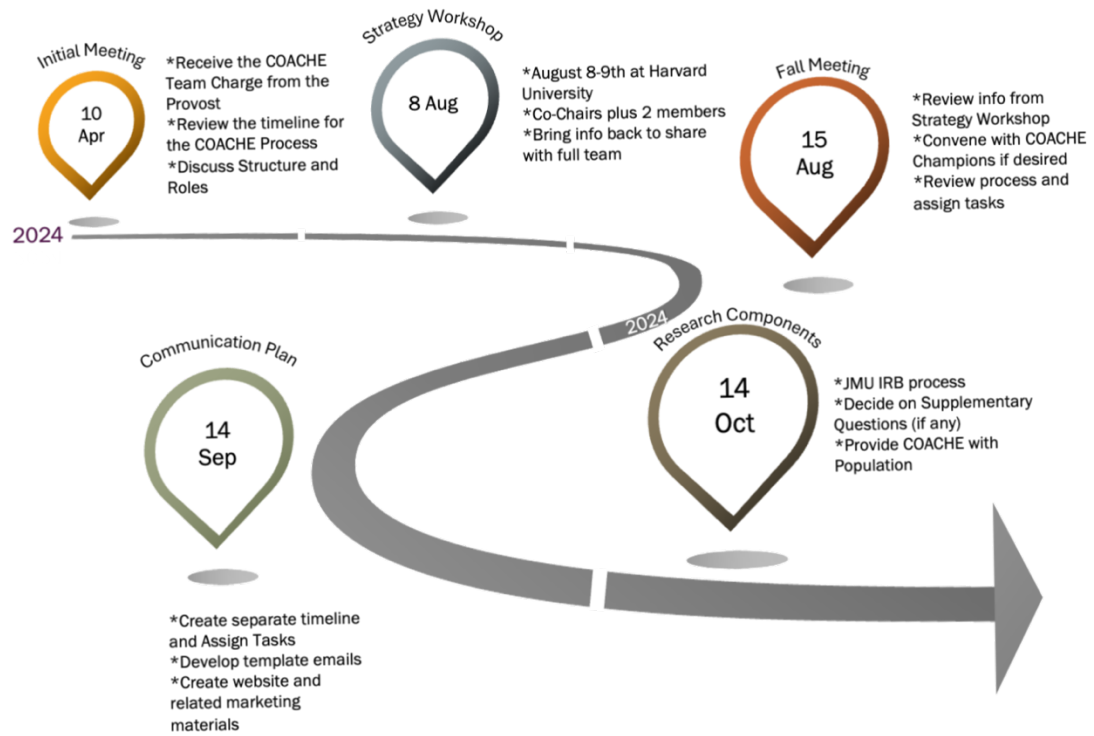 Initial Meeting
10
Apr
*Receive the COACHE
Team Charge from the
Provost
*Review the timeline for
the COACHE Process
*Discuss Structure and
Roles
Strategy Workshop
8 Aug
*August 8-9th at Harvard
University
*Co-Chairs plus 2 members
*Bring info back to share
with full team
Fall Meeting
15
Aug
*Review info from
Strategy Workshop
*Convene with COACHE
Champions if desired
*Review process and
assign tasks
2024
2024
Communication Plan
14
Sep
*Create separate timeline
and Assign Tasks
*Develop template emails
*Create website and
related marketing
materials
Research Components
14
Oct
*JMU IRB process
*Decide on Supplementary
Questions (if any)
*Provide COACHE with
Population